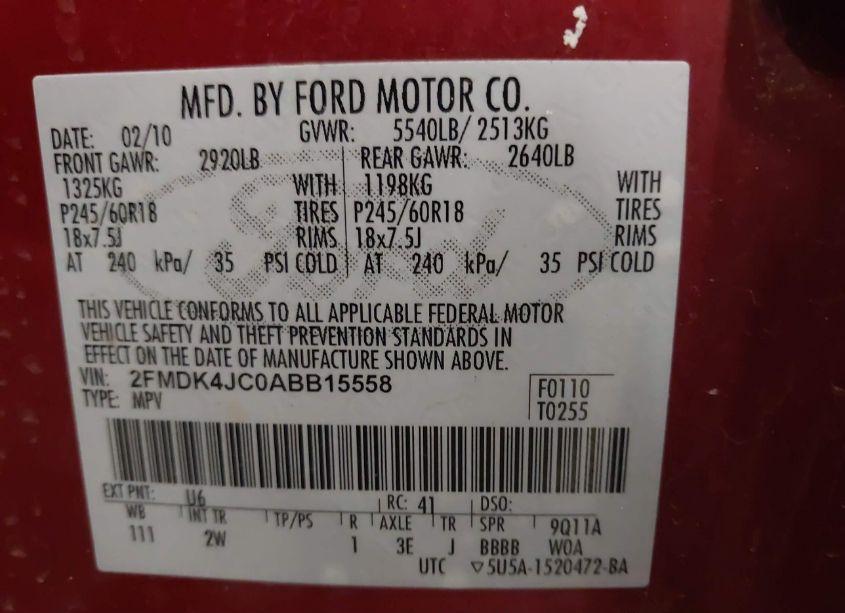 MFD. BY FORD MOTOR CO.
DATE: 02/10 GVWR: 5540LB/ 2513KG
FRONT GAWR: 2920LB REAR GAWR: 2640LB
1325KG WITH 1198KG WITH
P245/60R18 TIRES P245/60R18 TIRES
18x7.5J RIMS 18x7.5J RIMS
AT 240 kPa/ 35 PSI COLD AT 240 kPa/ 35 PSI COLD
Ford
THIS VEHICLE CONFORMS TO ALL APPLICABLE FEDERAL MOTOR
VEHICLE SAFETY AND THEFT PREVENTION STANDARDS IN
EFFECT ON THE DATE OF MANUFACTURE SHOWN ABOVE.
VIN: 2FMDK4JC0ABB15558 F0110
TYPE: MPV T0255
EXT PNT: U6 RC: 41 DSO:
WB INT TR TP/PS R AXLE TR SPR 9Q11A
111 2W 1 3E J BBBB WOA
UTC ▽5U5A-1520472-BA